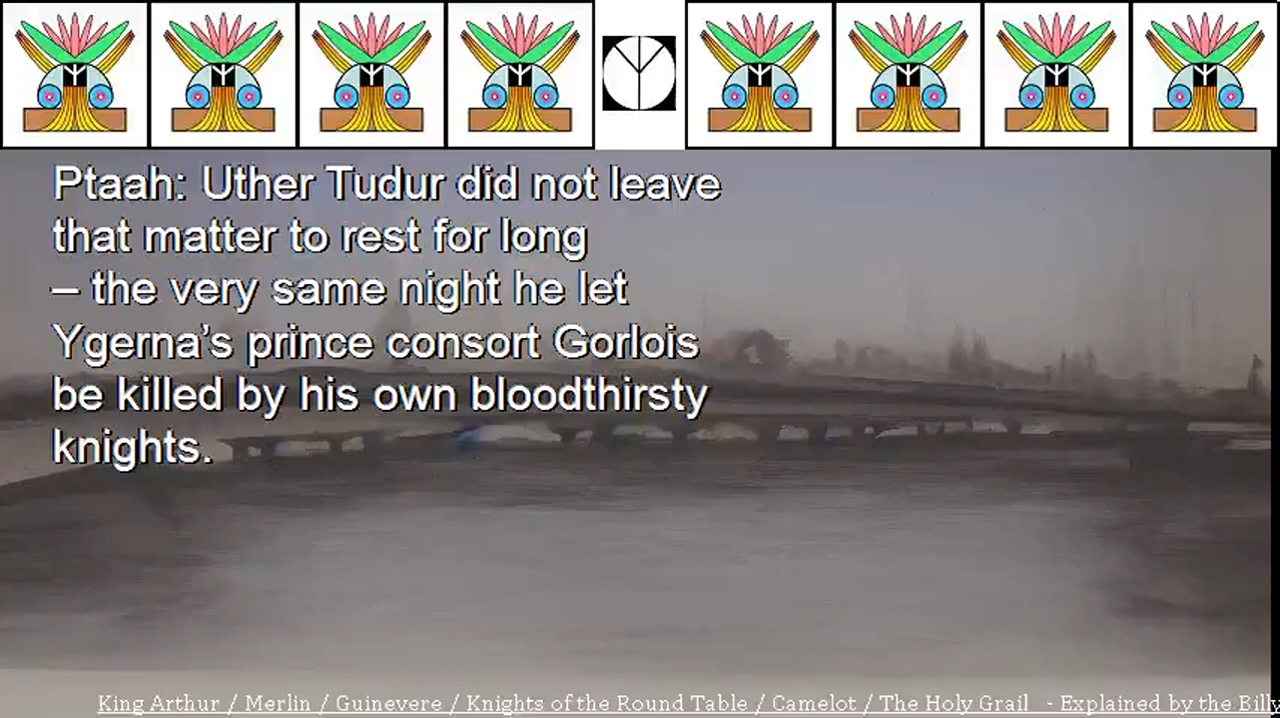 Ptaah: Uther Tudur did not leave
that matter to rest for long
– the very same night he let
Ygerna's prince consort Gorlois
be killed by his own bloodthirsty
knights.
King Arthur / Merlin / Guinevere / Knights of the Round Table / Camelot / The Holy Grail - Explained by the Billy